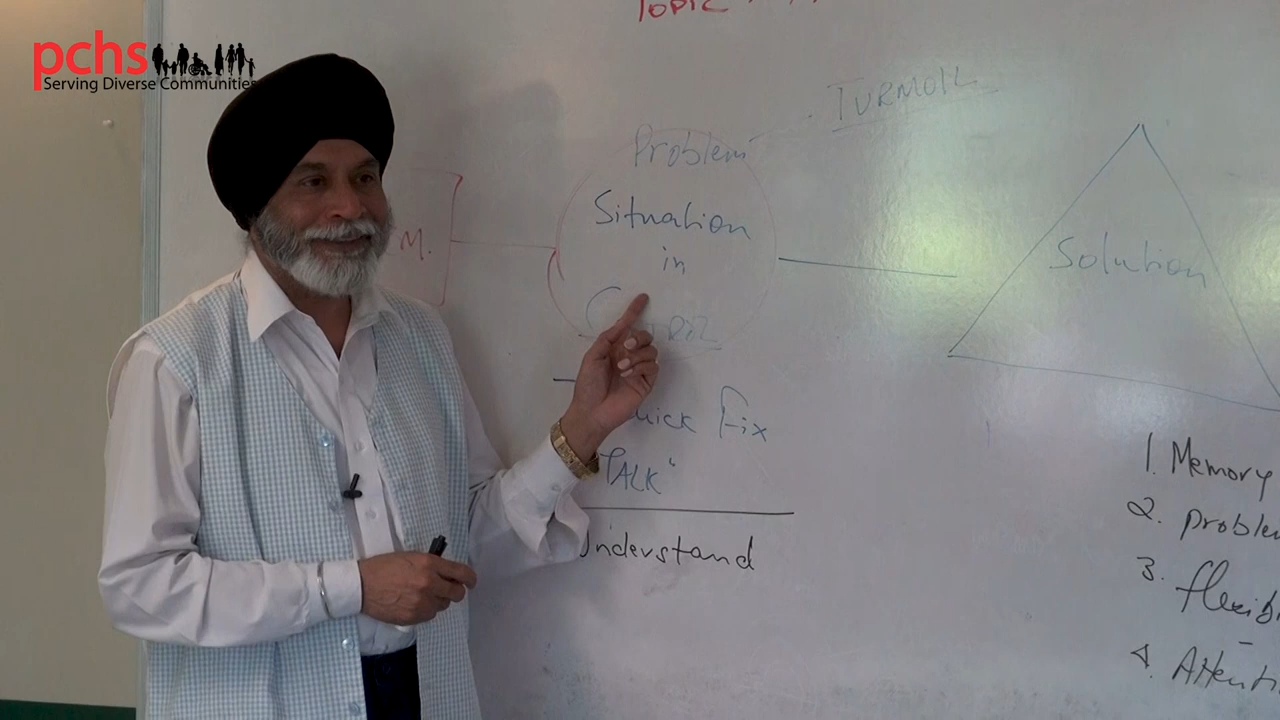 pchs
Serving Diverse Communities
TOPIC
TURMOIL
Problem
Situation
in
M.
Solution
Fix
"TALK"
Understand
1. Memory
2. proble
3. flexib
4. Attenti